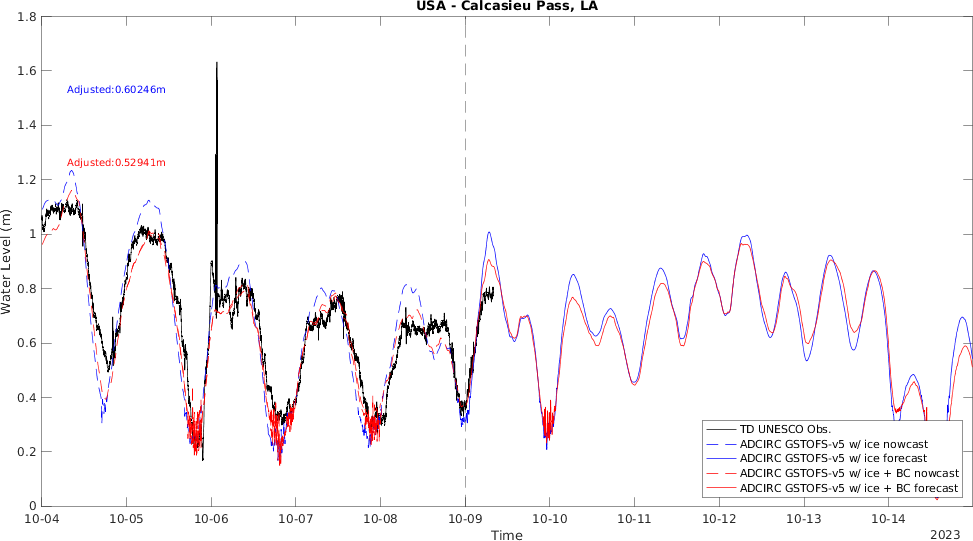 USA - Calcasieu Pass, LA
1.8
1.6
1.4
1.2
1
0.8
0.6
0.4
0.2
0
Water Level (m)
Adjusted:0.60246m
Adjusted:0.52941m
TD UNESCO Obs.
ADCIRC GSTOFS-v5 w/ ice nowcast
ADCIRC GSTOFS-v5 w/ ice forecast
ADCIRC GSTOFS-v5 w/ ice + BC nowcast
ADCIRC GSTOFS-v5 w/ ice + BC forecast
10-04 10-05 10-06 10-07 10-08 10-09 10-10 10-11 10-12 10-13 10-14
Time
2023